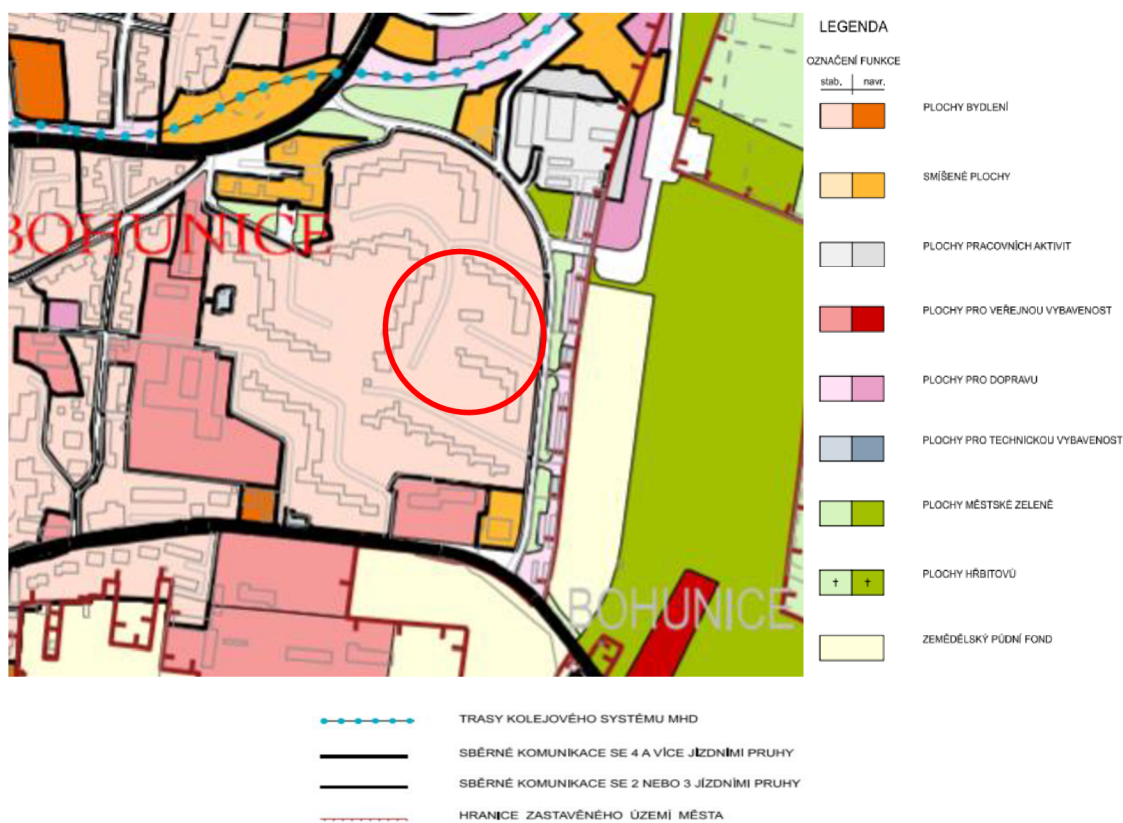 LEGENDA
OZNAČENÍ FUNKCE
stab. navr.
PLOCHY BYDLENÍ
SMÍŠENÉ PLOCHY
PLOCHY PRACOVNÍCH AKTIVIT
PLOCHY PRO VEŘEJNOU VYBAVENOST
PLOCHY PRO DOPRAVU
PLOCHY PRO TECHNICKOU VYBAVENOST
PLOCHY MĚSTSKÉ ZELENĚ
PLOCHY HŘBITOVŮ
ZEMĚDĚLSKÝ PŮDNÍ FOND
BOHUNICE
BOHUNICE
TRASY KOLEJOVÉHO SYSTÉMU MHD
SBĚRNÉ KOMUNIKACE SE 4 A VÍCE JÍZDNÍMI PRUHY
SBĚRNÉ KOMUNIKACE SE 2 NEBO 3 JÍZDNÍMI PRUHY
HRANICE ZASTAVĚNÉHO ÚZEMÍ MĚSTA